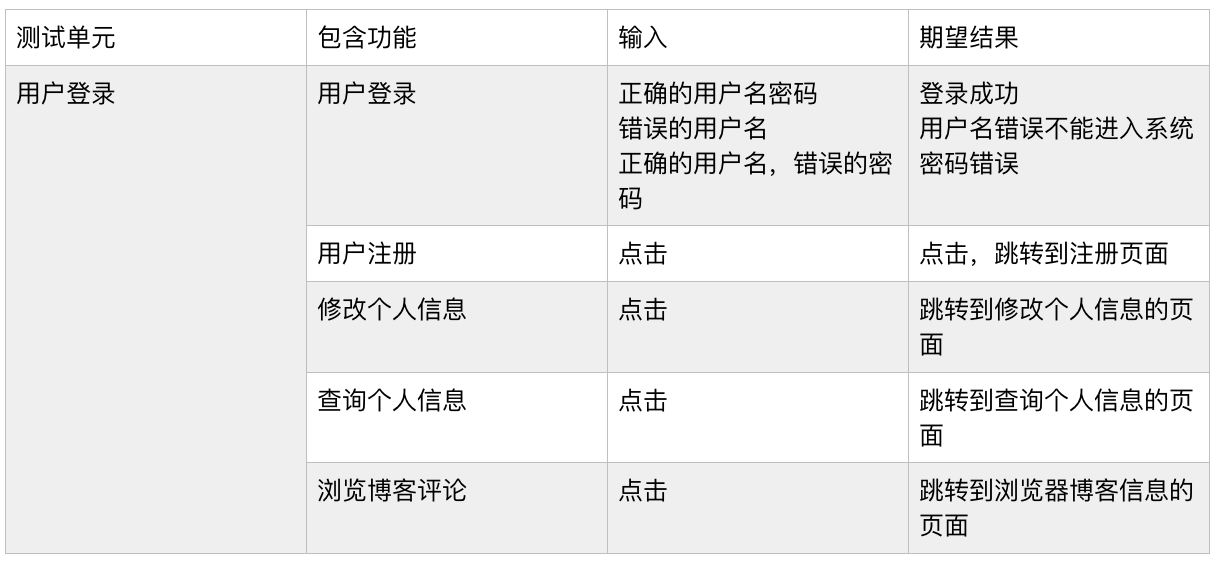 测试单元 包含功能 输入 期望结果
用户登录 用户登录 正确的用户名密码 登录成功
错误的用户名 用户名错误不能进入系统
正确的用户名，错误的密 密码错误
码
用户注册 点击 点击，跳转到注册页面
修改个人信息 点击 跳转到修改个人信息的页
面
查询个人信息 点击 跳转到查询个人信息的页
面
浏览博客评论 点击 跳转到浏览器博客信息的
页面